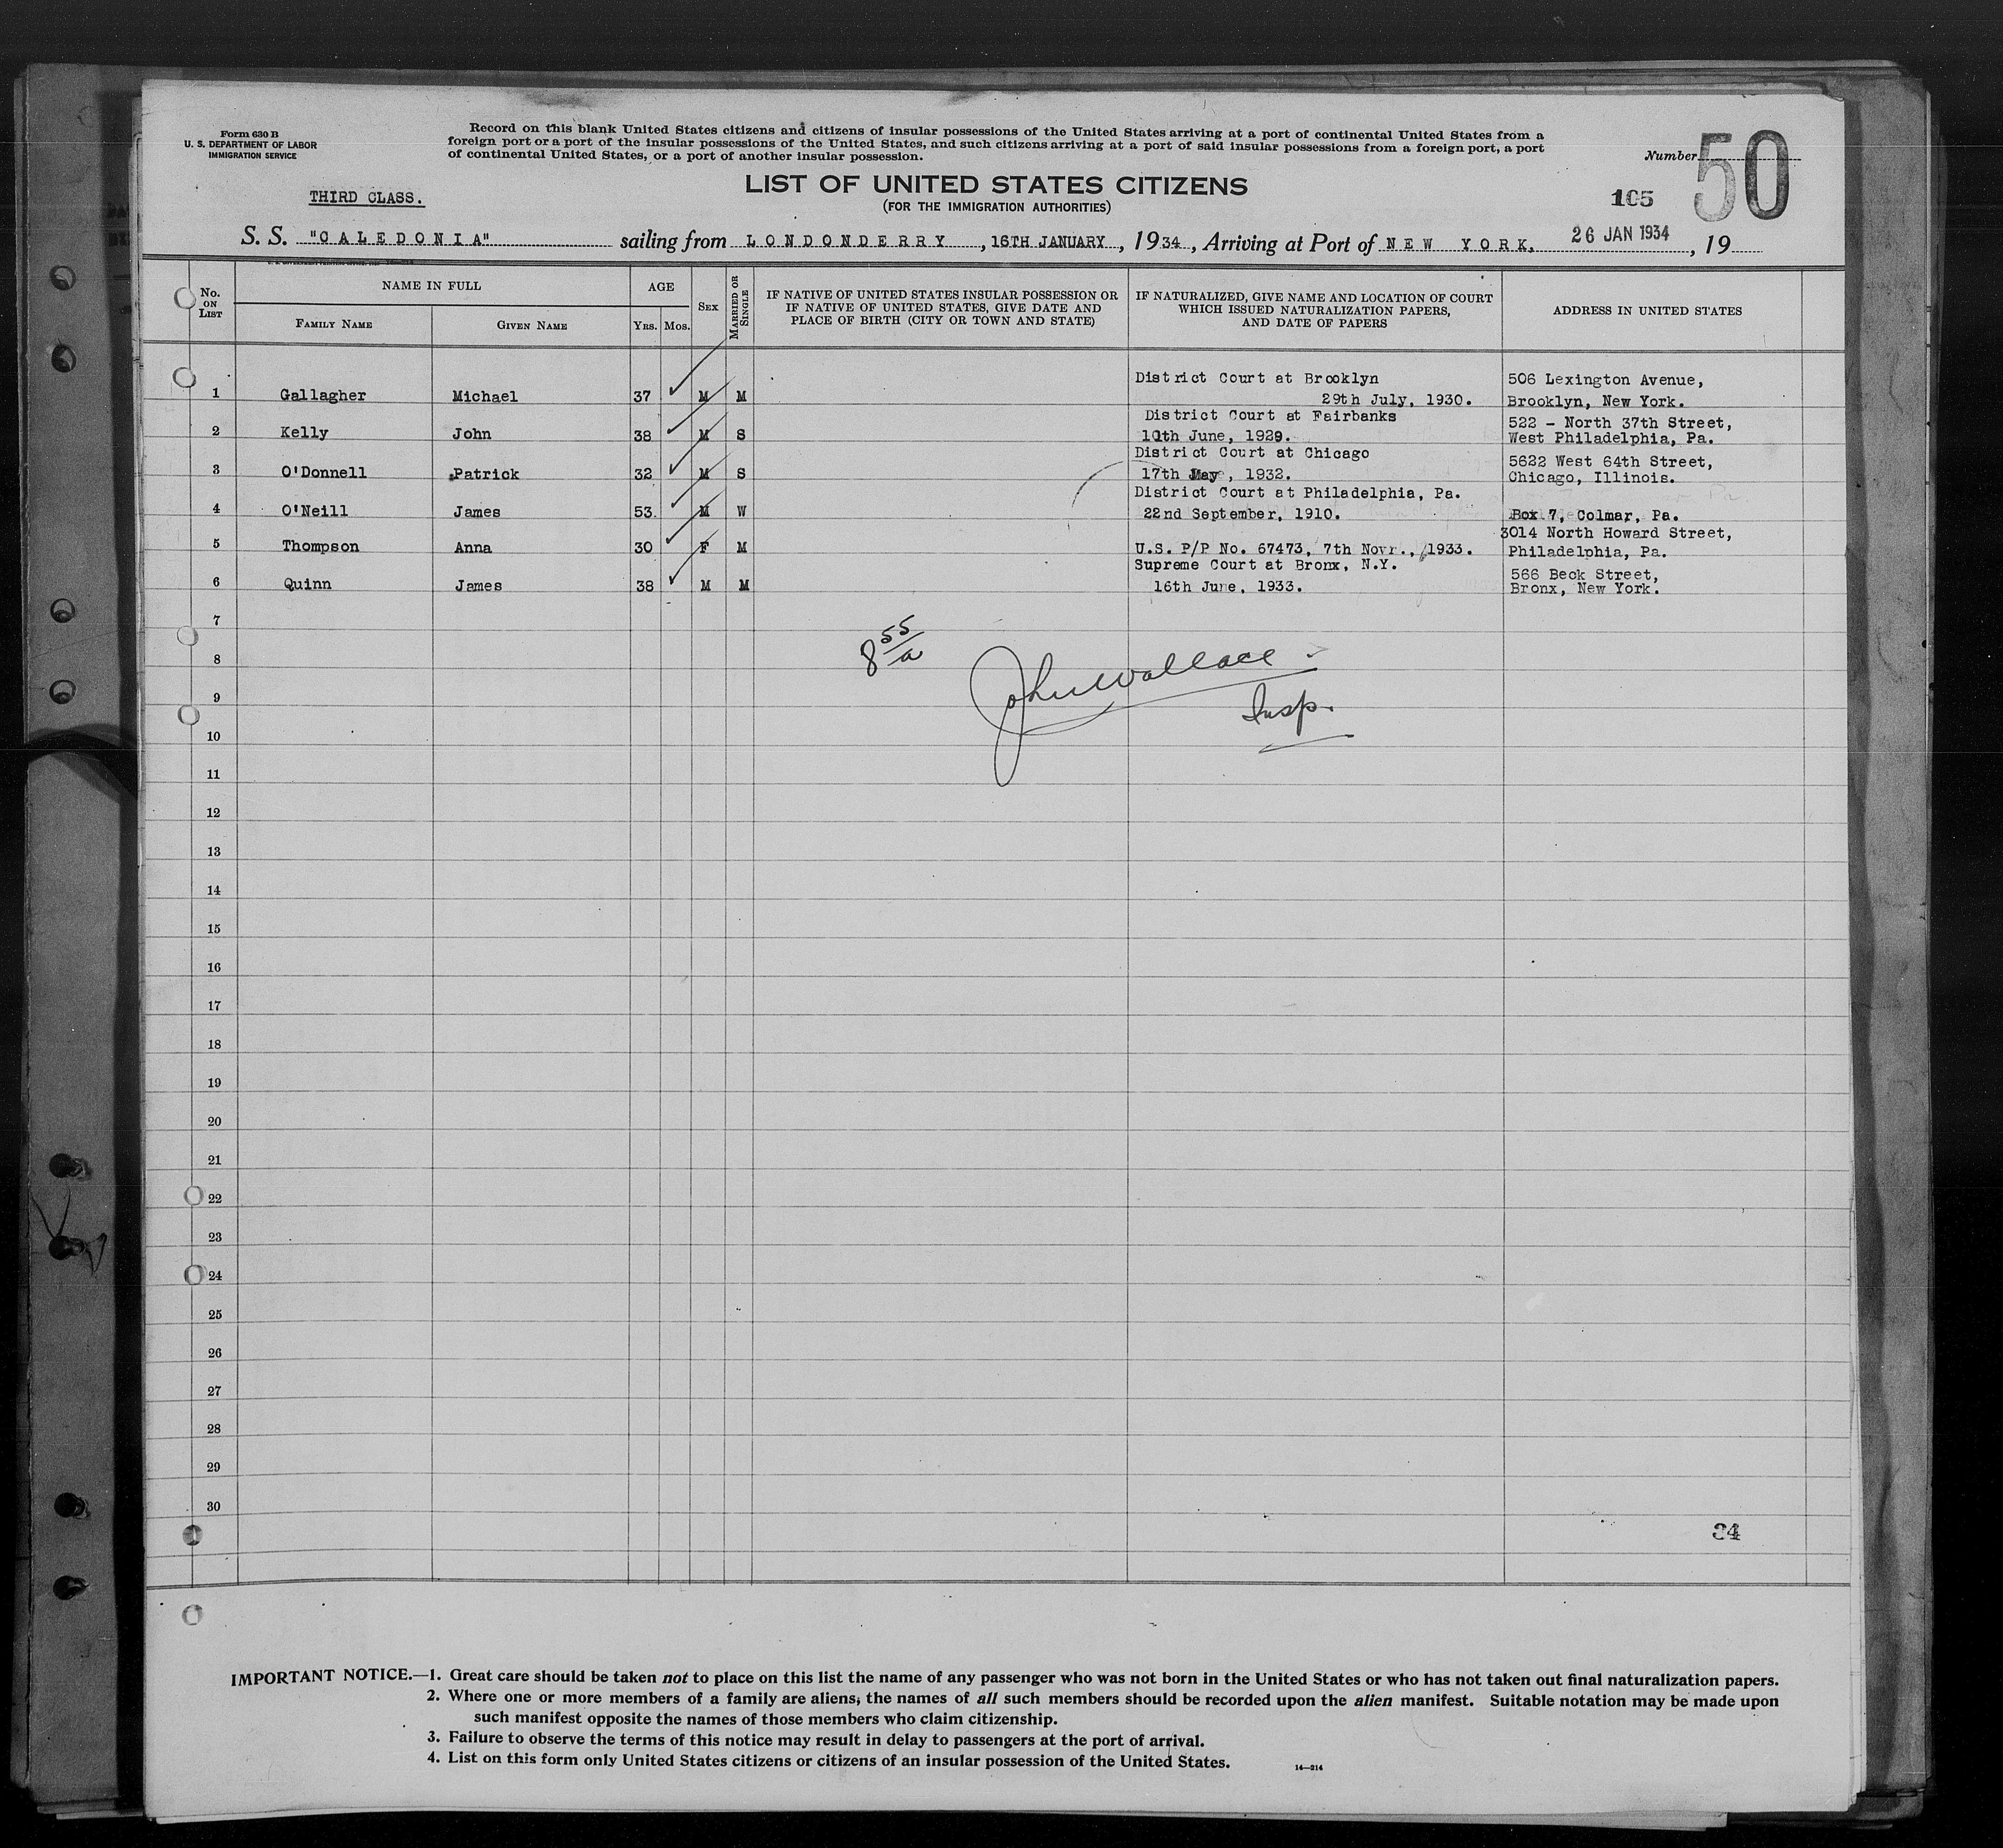 Form 630 B
U. S. DEPARTMENT OF LABOR
IMMIGRATION SERVICE
Record on this blank United States citizens and citizens of insular possessions of the United States arriving at a port of continental United States from a
foreign port or a port of the insular possessions of the United States, and such citizens arriving at a port of said insular possessions from a foreign port, a port
of continental United States, or a port of another insular possession.
Number 50
THIRD CLASS.
LIST OF UNITED STATES CITIZENS
(FOR THE IMMIGRATION AUTHORITIES)
105
S. S. "CALEDONIA" sailing from LONDONDERRY, 16TH JANUARY, 1934, Arriving at Port of NEW YORK. 26 JAN 1934, 19
No. ON LIST
NAME IN FULL
FAMILY NAME
GIVEN NAME
AGE
YRS. MOS.
SEX
MARRIED OR SINGLE
IF NATIVE OF UNITED STATES INSULAR POSSESSION OR
IF NATIVE OF UNITED STATES, GIVE DATE AND
PLACE OF BIRTH (CITY OR TOWN AND STATE)
IF NATURALIZED, GIVE NAME AND LOCATION OF COURT
WHICH ISSUED NATURALIZATION PAPERS,
AND DATE OF PAPERS
ADDRESS IN UNITED STATES
District Court at Brooklyn 506 Lexington Avenue,
1 Gallagher Michael 37 M M 29th July, 1930. Brooklyn, New York.
District Court at Fairbanks 522 - North 37th Street,
2 Kelly John 38 M S 10th June, 1929. West Philadelphia, Pa.
District Court at Chicago 5622 West 64th Street,
3 O'Donnell Patrick 32 M S 17th May, 1932. Chicago, Illinois.
District Court at Philadelphia, Pa.
4 O'Neill James 53 M W 22nd September, 1910. Box 7, Colmar, Pa.
3014 North Howard Street,
5 Thompson Anna 30 F M U.S. P/P No. 67473, 7th Novr., 1933. Philadelphia, Pa.
Supreme Court at Bronx, N.Y. 566 Beck Street,
6 Quinn James 38 M M 16th June, 1933. Bronx, New York.
7
8 55/a
John Wallace
8
Insp.
9
10
11
12
13
14
15
16
17
18
19
20
21
22
23
24
25
26
27
28
29
30
34
IMPORTANT NOTICE.—1. Great care should be taken not to place on this list the name of any passenger who was not born in the United States or who has not taken out final naturalization papers.
2. Where one or more members of a family are aliens, the names of all such members should be recorded upon the alien manifest. Suitable notation may be made upon
such manifest opposite the names of those members who claim citizenship.
3. Failure to observe the terms of this notice may result in delay to passengers at the port of arrival.
4. List on this form only United States citizens or citizens of an insular possession of the United States.
14—214